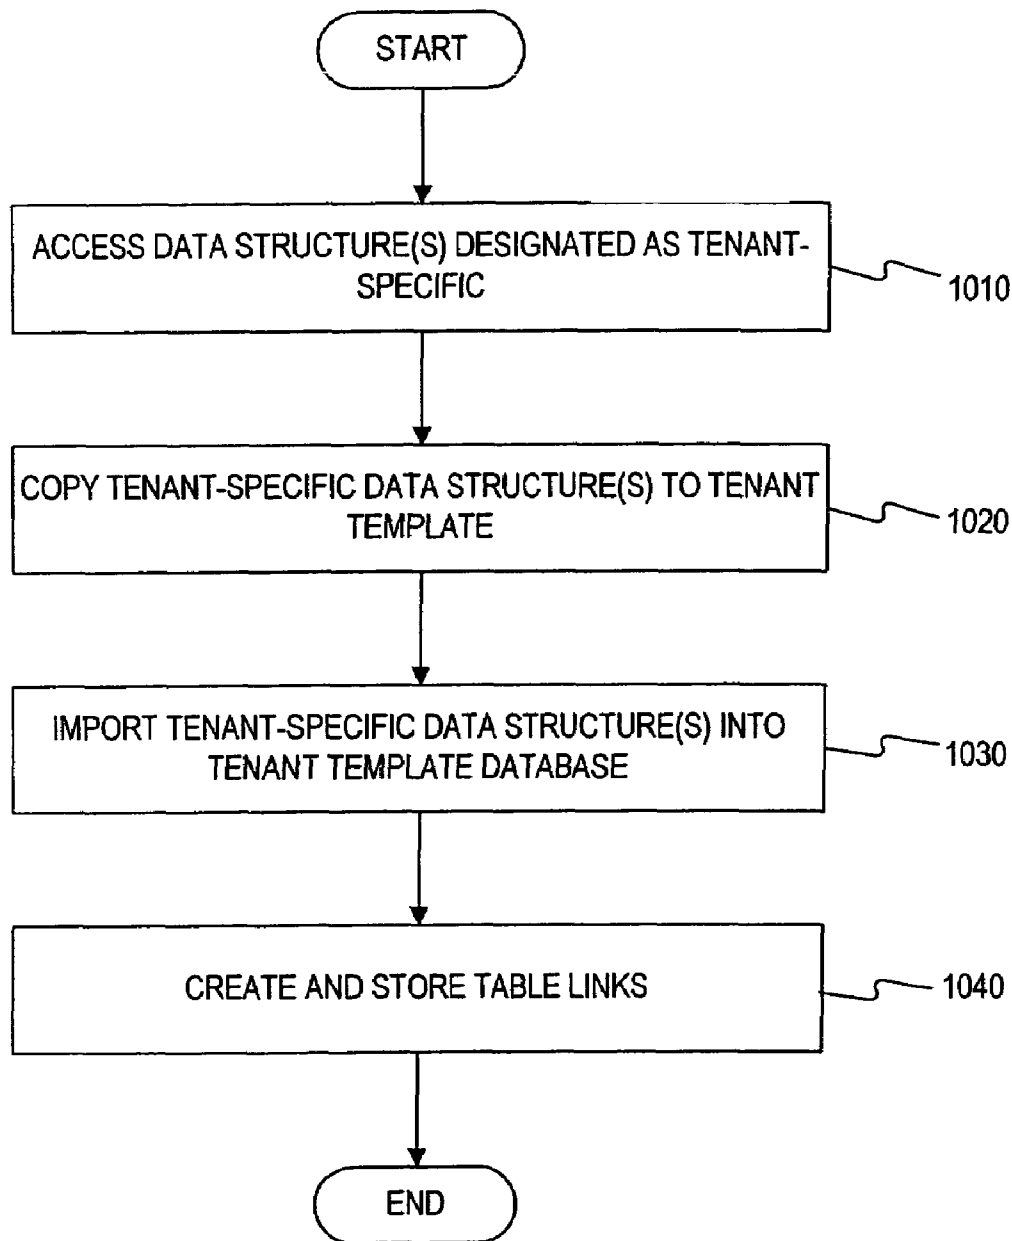 START
ACCESS DATA STRUCTURE(S) DESIGNATED AS TENANT-
SPECIFIC
1010
COPY TENANT-SPECIFIC DATA STRUCTURE(S) TO TENANT
TEMPLATE
1020
IMPORT TENANT-SPECIFIC DATA STRUCTURE(S) INTO
TENANT TEMPLATE DATABASE
1030
CREATE AND STORE TABLE LINKS
1040
END